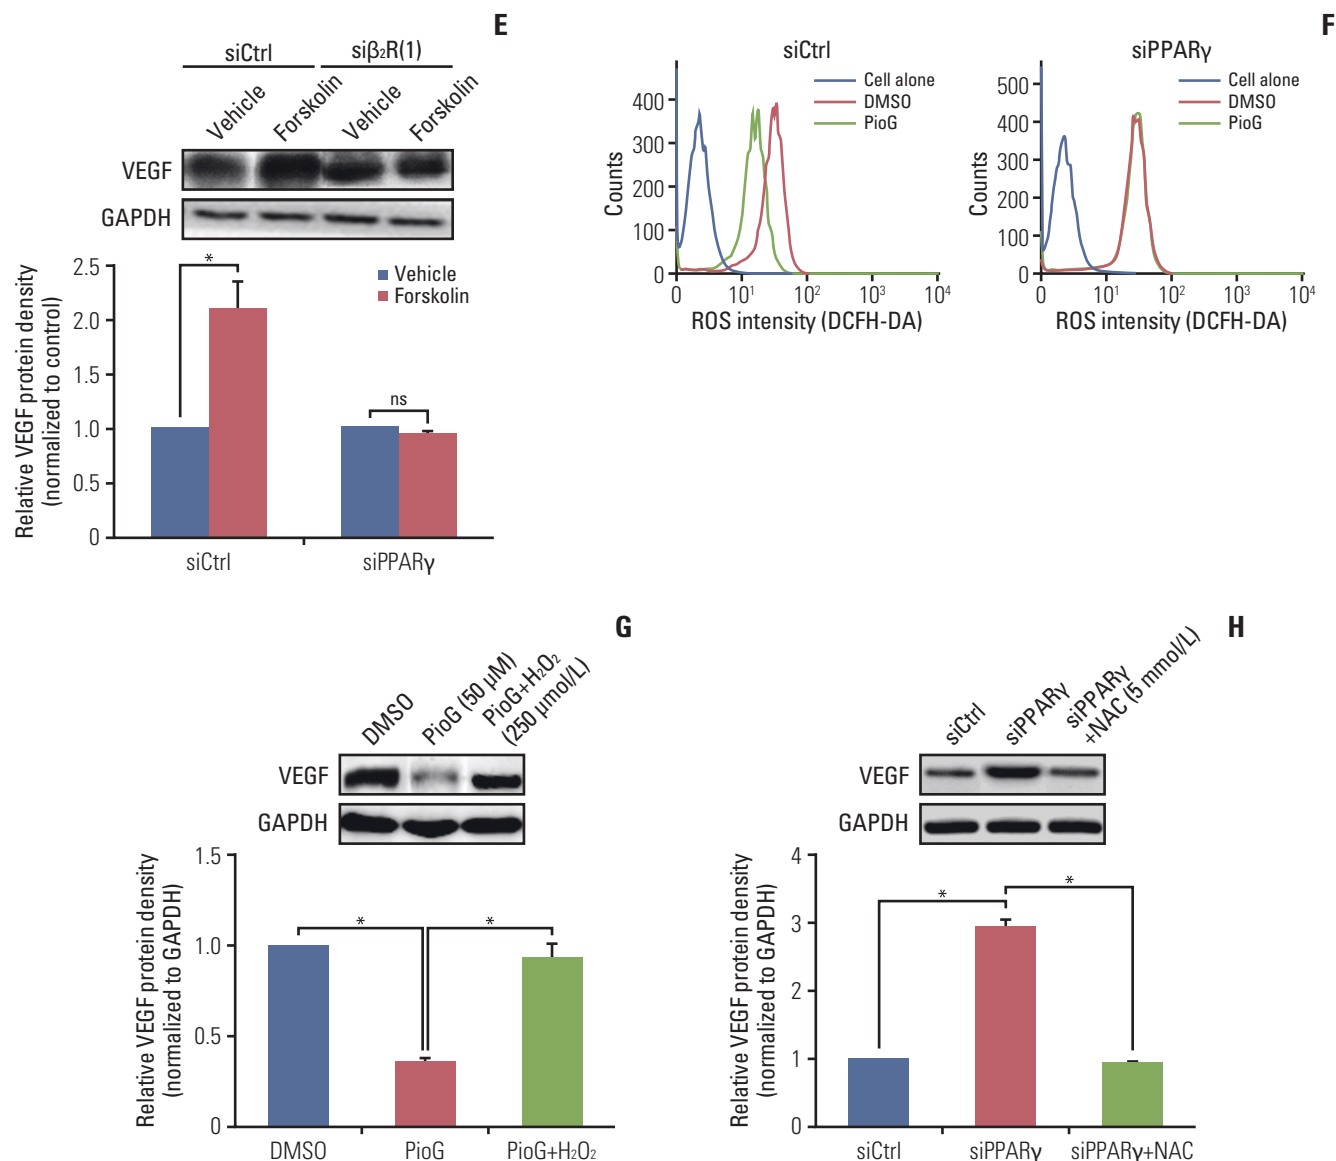 E
siCtrl
siβ₂R(1)
Vehicle
Forskolin
Vehicle
Forskolin
VEGF
GAPDH
Relative VEGF protein density
(normalized to control)
2.5
2.0
1.5
1.0
0.5
0
*
ns
Vehicle
Forskolin
siCtrl
siPPARγ
F
siCtrl
Cell alone
DMSO
PioG
Counts
400
300
200
100
0
0
10¹
10²
10³
10⁴
ROS intensity (DCFH-DA)
siPPARγ
Cell alone
DMSO
PioG
Counts
500
400
300
200
100
0
0
10¹
10²
10³
10⁴
ROS intensity (DCFH-DA)
G
DMSO
PioG (50 μM)
PioG+H₂O₂
(250 μmol/L)
VEGF
GAPDH
Relative VEGF protein density
(normalized to GAPDH)
1.5
1.0
0.5
0
*
*
DMSO
PioG
PioG+H₂O₂
H
siCtrl
siPPARγ
siPPARγ
+NAC (5 mmol/L)
VEGF
GAPDH
Relative VEGF protein density
(normalized to GAPDH)
4
3
2
1
0
*
*
siCtrl
siPPARγ
siPPARγ+NAC